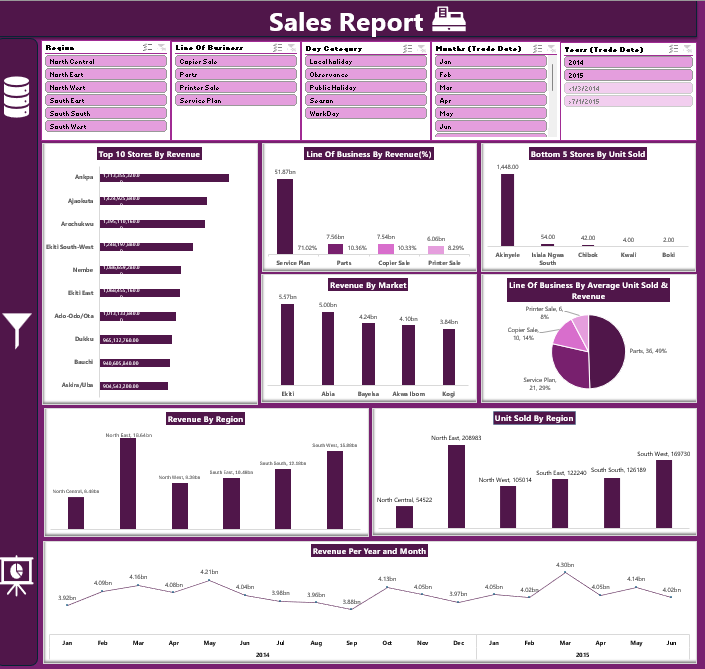 Sales Report
Region
North Central
North East
North West
South East
South South
South West
Line Of Business
Copier Sale
Parts
Printer Sale
Service Plan
Day Category
Local holiday
Observance
Public Holiday
Season
WorkDay
Months (Trade Date)
Jan
Feb
Mar
Apr
May
Jun
Years (Trade Date)
2014
2015
<1/3/2014
>7/1/2015
Top 10 Stores By Revenue
Ankpa
Ajaokuta
Arochukwu
Ekiti South-West
Nembe
Ekiti East
Ado-Odo/Ota
Dukku 965,132,760.00
Bauchi 940,605,840.00
Askira/Uba 904,543,200.00
Line Of Business By Revenue(%)
51.87bn 71.02% 7.56bn 10.36% 7.54bn 10.33% 6.06bn 8.29%
Service Plan Parts Copier Sale Printer Sale
Bottom 5 Stores By Unit Sold
1,448.00 54.00 42.00 4.00 2.00
Akinyele Isiala Ngwa South Chibok Kwali Boki
Revenue By Market
5.57bn 5.00bn 4.24bn 4.10bn 3.84bn
Ekiti Abia Bayelsa Akwa Ibom Kogi
Line Of Business By Average Unit Sold &
Revenue
Printer Sale, 6,
8%
Copier Sale,
10, 14%
Parts, 36, 49%
Service Plan,
21, 29%
Revenue By Region
North East,
North Central,
North West,
South East,
South South,
South West,
Unit Sold By Region
North East, 208983
South West, 169730
North West, 105014
South East, 122240
South South, 126189
North Central, 54522
Revenue Per Year and Month
3.92bn 4.09bn 4.16bn 4.08bn 4.21bn 4.04bn 3.98bn 3.96bn 3.88bn 4.13bn 4.05bn 3.97bn 4.05bn 4.02bn 4.30bn 4.05bn 4.14bn 4.02bn
Jan Feb Mar Apr May Jun Jul Aug Sep Oct Nov Dec Jan Feb Mar Apr May Jun
2014 2015